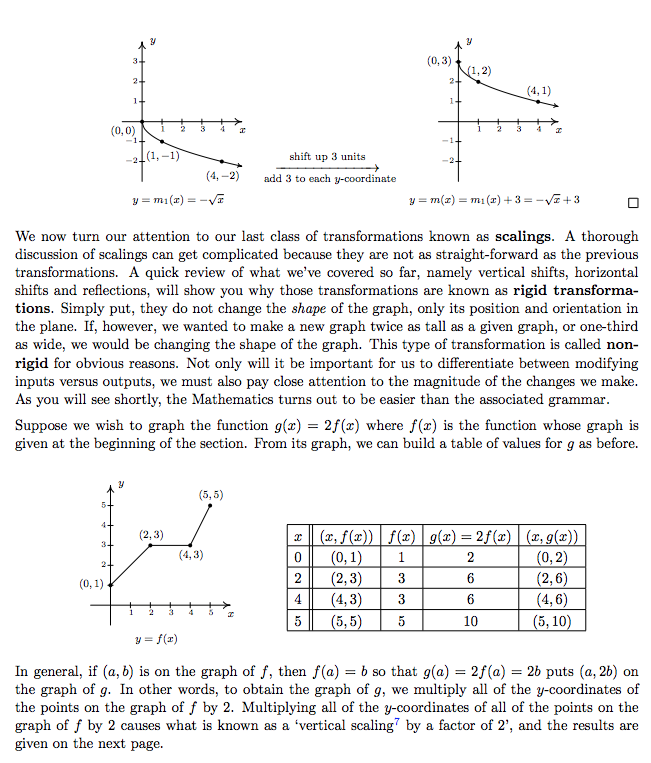 y
3
2
1
(0, 0)
1 2 3 4 x
−1
−2
(1, −1)
(4, −2)
y = m₁(x) = −√x
shift up 3 units
add 3 to each y-coordinate
y
(0, 3)
(1, 2)
2
(4, 1)
1
1 2 3 4 x
−1
−2
y = m(x) = m₁(x) + 3 = −√x + 3
We now turn our attention to our last class of transformations known as scalings. A thorough
discussion of scalings can get complicated because they are not as straight-forward as the previous
transformations. A quick review of what we've covered so far, namely vertical shifts, horizontal
shifts and reflections, will show you why those transformations are known as rigid transforma-
tions. Simply put, they do not change the shape of the graph, only its position and orientation in
the plane. If, however, we wanted to make a new graph twice as tall as a given graph, or one-third
as wide, we would be changing the shape of the graph. This type of transformation is called non-
rigid for obvious reasons. Not only will it be important for us to differentiate between modifying
inputs versus outputs, we must also pay close attention to the magnitude of the changes we make.
As you will see shortly, the Mathematics turns out to be easier than the associated grammar.
Suppose we wish to graph the function g(x) = 2f(x) where f(x) is the function whose graph is
given at the beginning of the section. From its graph, we can build a table of values for g as before.
y
(5, 5)
5
4
(2, 3)
3
(4, 3)
2
(0, 1)
1 2 3 4 5 x
y = f(x)
x (x, f(x)) f(x) g(x) = 2f(x) (x, g(x))
0 (0, 1) 1 2 (0, 2)
2 (2, 3) 3 6 (2, 6)
4 (4, 3) 3 6 (4, 6)
5 (5, 5) 5 10 (5, 10)
In general, if (a, b) is on the graph of f, then f(a) = b so that g(a) = 2f(a) = 2b puts (a, 2b) on
the graph of g. In other words, to obtain the graph of g, we multiply all of the y-coordinates of
the points on the graph of f by 2. Multiplying all of the y-coordinates of all of the points on the
graph of f by 2 causes what is known as a 'vertical scaling⁷ by a factor of 2', and the results are
given on the next page.